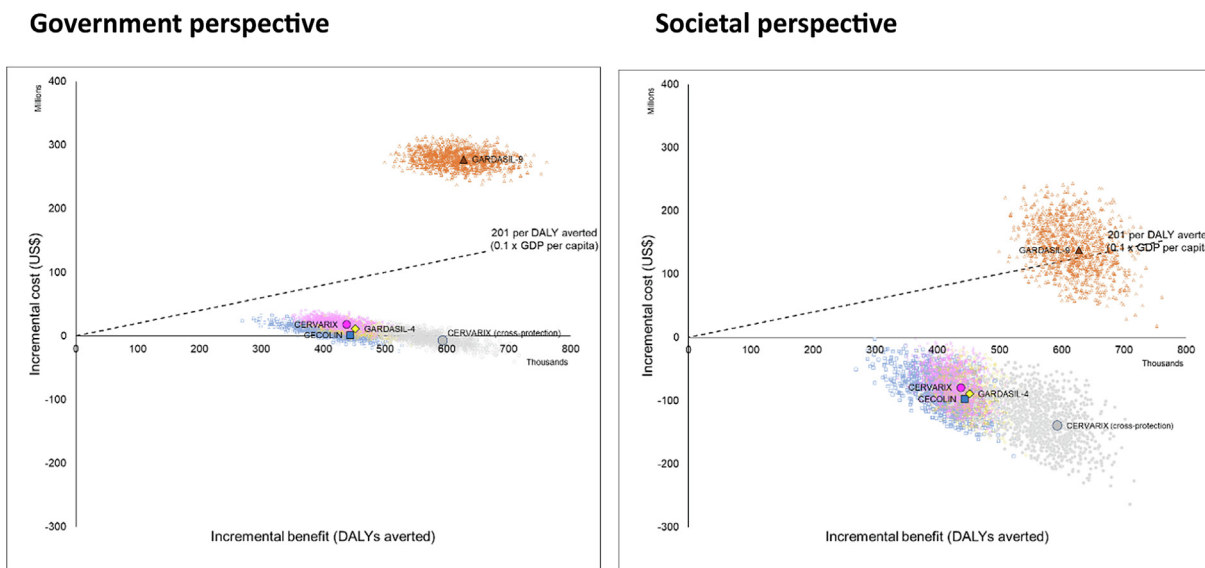 Government perspective
400
Millions
300
200
100
0
-100
-200
-300
Incremental cost (US$)
GARDASIL-9
201 per DALY averted
(0.1 x GDP per capita)
CERVARIX
GARDASIL-4
CECOLIN
CERVARIX (cross-protection)
0 100 200 300 400 500 600 700 800
Thousands
Incremental benefit (DALYs averted)
Societal perspective
400
Millions
300
200
100
0
-100
-200
-300
Incremental cost (US$)
201 per DALY averte
GARDASIL-9
(0.1 x GDP per capita
0 100 200 300 400 500 600 700 800
Thousands
CERVARIX
GARDASIL-4
CECOLIN
CERVARIX (cross-protection)
Incremental benefit (DALYs averted)